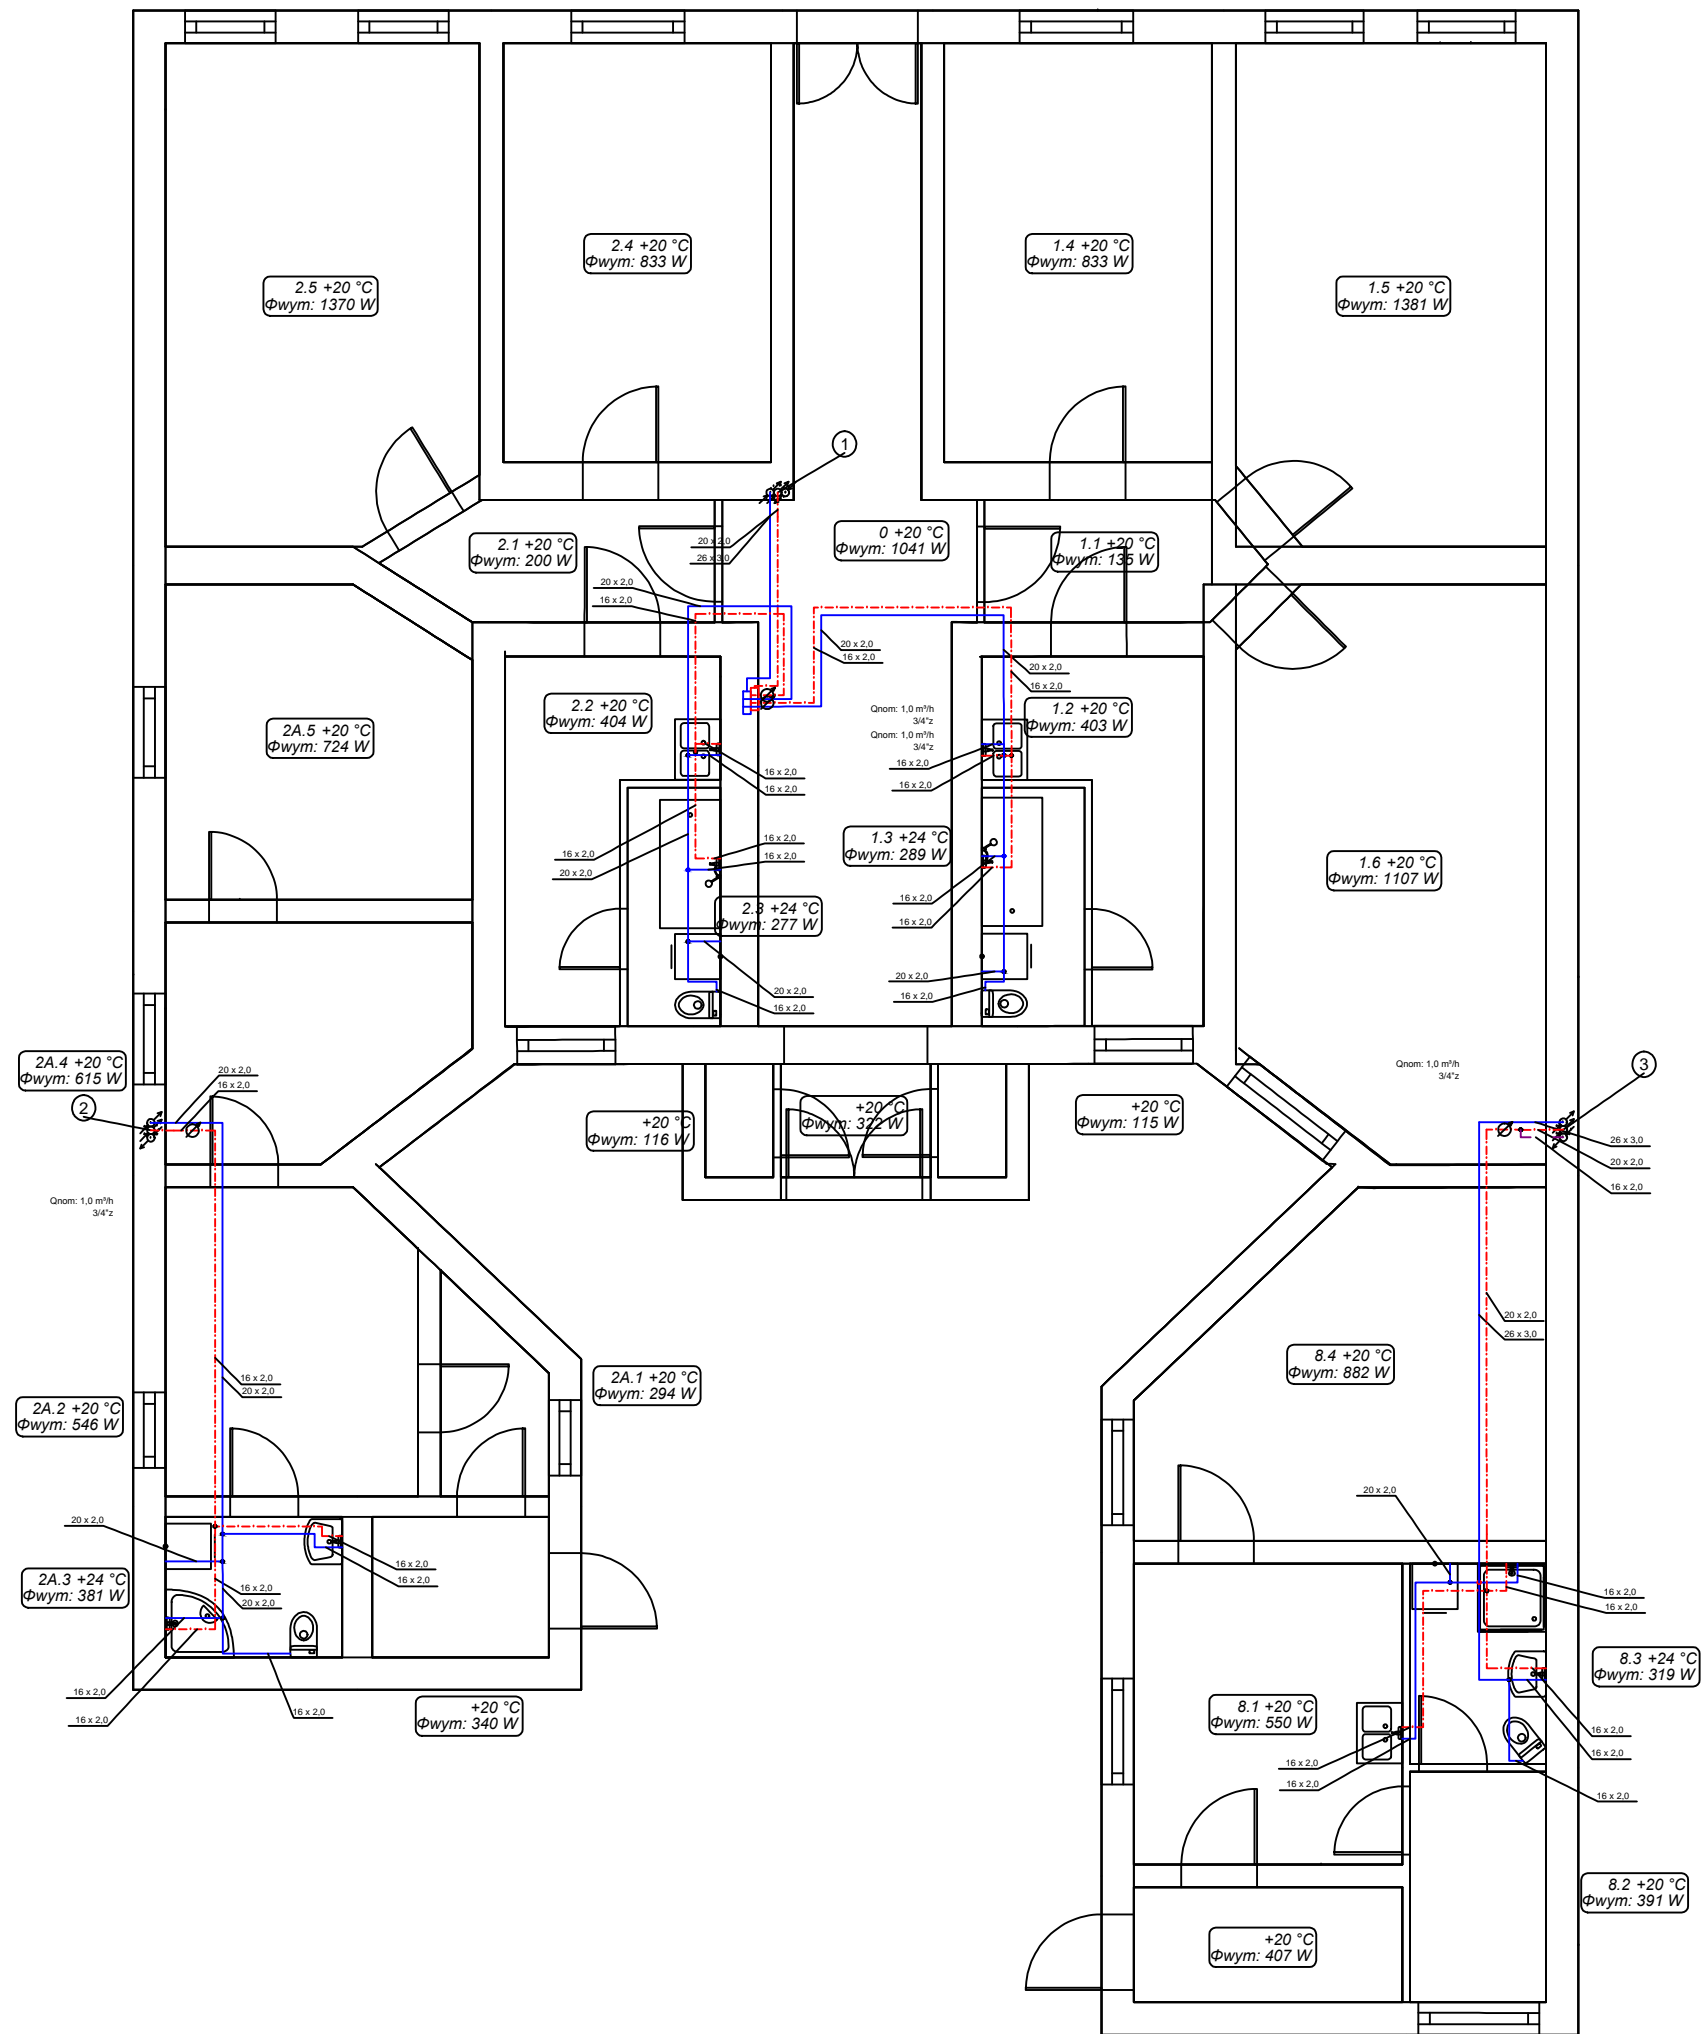 2.4 +20 °C
Φwym: 833 W
1.4 +20 °C
Φwym: 833 W
2.5 +20 °C
Φwym: 1370 W
1.5 +20 °C
Φwym: 1381 W
1
2.1 +20 °C
Φwym: 200 W
20 x 2,0
26 x 3,0
0 +20 °C
Φwym: 1041 W
1.1 +20 °C
Φwym: 135 W
20 x 2,0
16 x 2,0
20 x 2,0
16 x 2,0
20 x 2,0
16 x 2,0
2.2 +20 °C
Φwym: 404 W
Qnom: 1,0 m³/h
3/4"z
Qnom: 1,0 m³/h
3/4"z
1.2 +20 °C
Φwym: 403 W
2A.5 +20 °C
Φwym: 724 W
16 x 2,0
16 x 2,0
16 x 2,0
16 x 2,0
16 x 2,0
20 x 2,0
16 x 2,0
16 x 2,0
1.3 +24 °C
Φwym: 289 W
1.6 +20 °C
Φwym: 1107 W
2.3 +24 °C
Φwym: 277 W
16 x 2,0
16 x 2,0
20 x 2,0
16 x 2,0
20 x 2,0
16 x 2,0
2A.4 +20 °C
Φwym: 615 W
20 x 2,0
16 x 2,0
2
Qnom: 1,0 m³/h
3/4"z
3
+20 °C
Φwym: 116 W
+20 °C
Φwym: 322 W
+20 °C
Φwym: 115 W
26 x 3,0
20 x 2,0
16 x 2,0
Qnom: 1,0 m³/h
3/4"z
20 x 2,0
26 x 3,0
16 x 2,0
20 x 2,0
2A.1 +20 °C
Φwym: 294 W
8.4 +20 °C
Φwym: 882 W
2A.2 +20 °C
Φwym: 546 W
20 x 2,0
20 x 2,0
16 x 2,0
16 x 2,0
2A.3 +24 °C
Φwym: 381 W
16 x 2,0
20 x 2,0
16 x 2,0
16 x 2,0
8.3 +24 °C
Φwym: 319 W
16 x 2,0
16 x 2,0
16 x 2,0
+20 °C
Φwym: 340 W
8.1 +20 °C
Φwym: 550 W
16 x 2,0
16 x 2,0
16 x 2,0
16 x 2,0
16 x 2,0
8.2 +20 °C
Φwym: 391 W
+20 °C
Φwym: 407 W